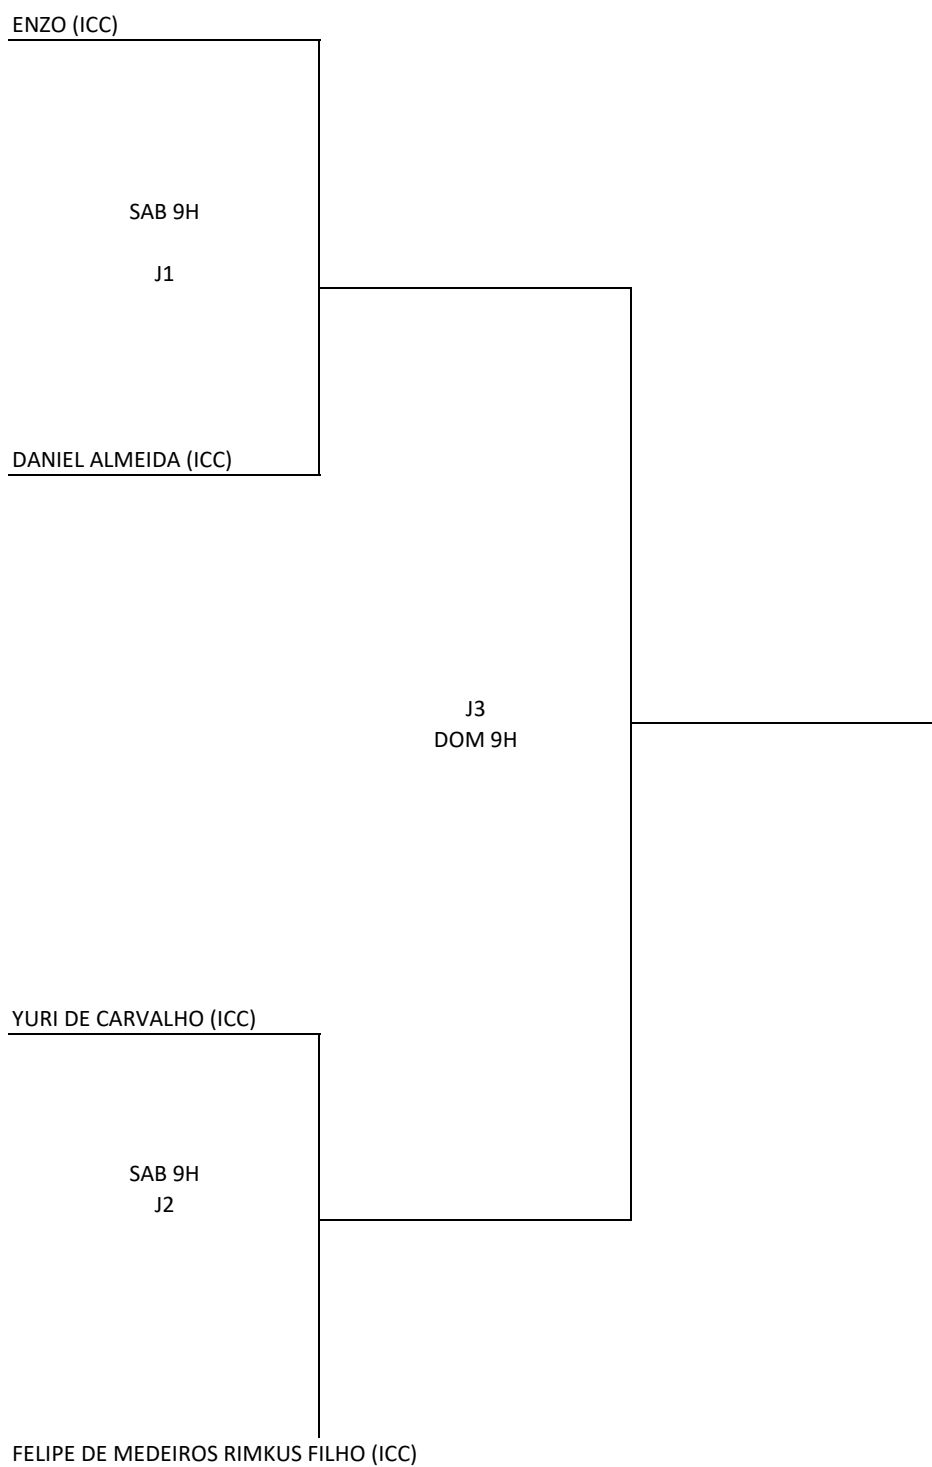 ENZO (ICC)
SAB 9H
J1
DANIEL ALMEIDA (ICC)
J3
DOM 9H
YURI DE CARVALHO (ICC)
SAB 9H
J2
FELIPE DE MEDEIROS RIMKUS FILHO (ICC)